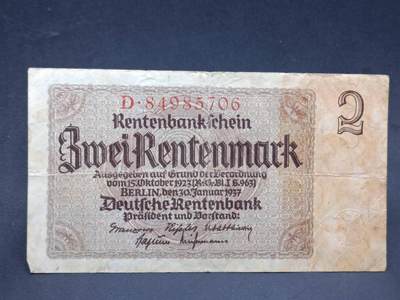 D·84985706
Rentenbankschein
Zwei Rentenmark
2
Ausgegeben auf Grund der Verordnung
vom 15. Oktober 1923 (R.G.Bl. I S. 963)
BERLIN, den 30. Januar 1937
Deutsche Rentenbank
Präsident und Vorstand: